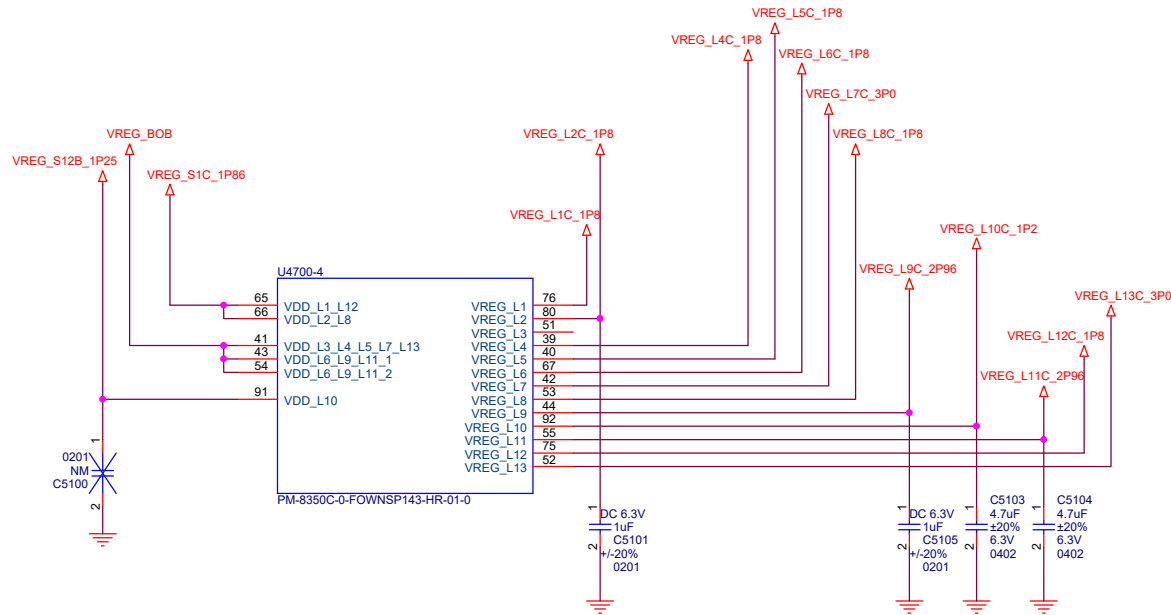 VREG_L5C_1P8
VREG_L4C_1P8
VREG_L6C_1P8
VREG_L7C_3P0
VREG_BOB
VREG_L2C_1P8
VREG_L8C_1P8
VREG_S12B_1P25
VREG_S1C_1P86
VREG_L1C_1P8
VREG_L10C_1P2
VREG_L9C_2P96
VREG_L13C_3P0
VREG_L12C_1P8
VREG_L11C_2P96
U4700-4
65 VDD_L1_L12
66 VDD_L2_L8
41 VDD_L3_L4_L5_L7_L13
43 VDD_L6_L9_L11_1
54 VDD_L6_L9_L11_2
91 VDD_L10
VREG_L1 76
VREG_L2 80
VREG_L3 51
VREG_L4 39
VREG_L5 40
VREG_L6 67
VREG_L7 42
VREG_L8 53
VREG_L9 44
VREG_L10 92
VREG_L11 55
VREG_L12 75
VREG_L13 52
PM-8350C-0-FOWNSP143-HR-01-0
1
0201
NM
C5100
2
1
DC 6.3V
1uF
C5101
+/-20%
0201
2
1
DC 6.3V
1uF
C5105
+/-20%
0201
2
1
C5103
4.7uF
±20%
6.3V
0402
2
1
C5104
4.7uF
±20%
6.3V
0402
2